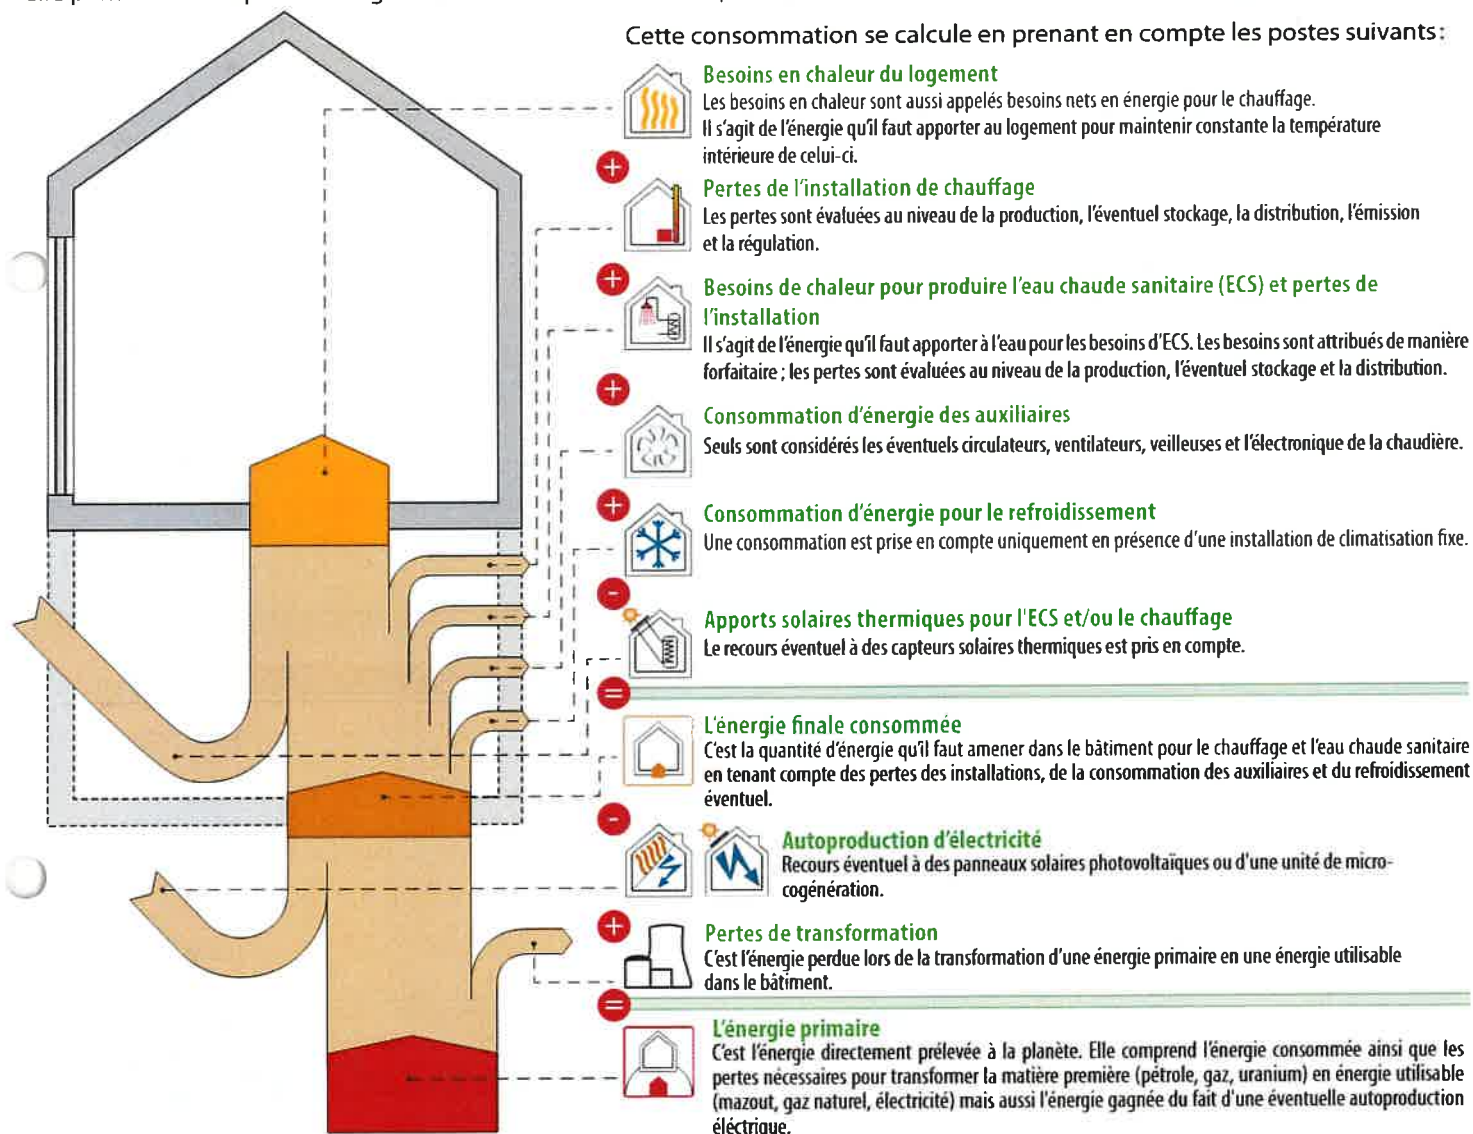 Cette consommation se calcule en prenant en compte les postes suivants:
Besoins en chaleur du logement
Les besoins en chaleur sont aussi appelés besoins nets en énergie pour le chauffage.
Il s'agit de l'énergie qu'il faut apporter au logement pour maintenir constante la température
intérieure de celui-ci.
+
Pertes de l'installation de chauffage
Les pertes sont évaluées au niveau de la production, l'éventuel stockage, la distribution, l'émission
et la régulation.
+
Besoins de chaleur pour produire l'eau chaude sanitaire (ECS) et pertes de
l'installation
Il s'agit de l'énergie qu'il faut apporter à l'eau pour les besoins d'ECS. Les besoins sont attribués de manière
forfaitaire ; les pertes sont évaluées au niveau de la production, l'éventuel stockage et la distribution.
+
Consommation d'énergie des auxiliaires
Seuls sont considérés les éventuels circulateurs, ventilateurs, veilleuses et l'électronique de la chaudière.
+
Consommation d'énergie pour le refroidissement
Une consommation est prise en compte uniquement en présence d'une installation de climatisation fixe.
-
Apports solaires thermiques pour l'ECS et/ou le chauffage
Le recours éventuel à des capteurs solaires thermiques est pris en compte.
=
L'énergie finale consommée
C'est la quantité d'énergie qu'il faut amener dans le bâtiment pour le chauffage et l'eau chaude sanitaire
en tenant compte des pertes des installations, de la consommation des auxiliaires et du refroidissement
éventuel.
-
Autoproduction d'électricité
Recours éventuel à des panneaux solaires photovoltaïques ou d'une unité de micro-
cogénération.
+
Pertes de transformation
C'est l'énergie perdue lors de la transformation d'une énergie primaire en une énergie utilisable
dans le bâtiment.
=
L'énergie primaire
C'est l'énergie directement prélevée à la planète. Elle comprend l'énergie consommée ainsi que les
pertes nécessaires pour transformer la matière première (pétrole, gaz, uranium) en énergie utilisable
(mazout, gaz naturel, électricité) mais aussi l'énergie gagnée du fait d'une éventuelle autoproduction
éléctrique.